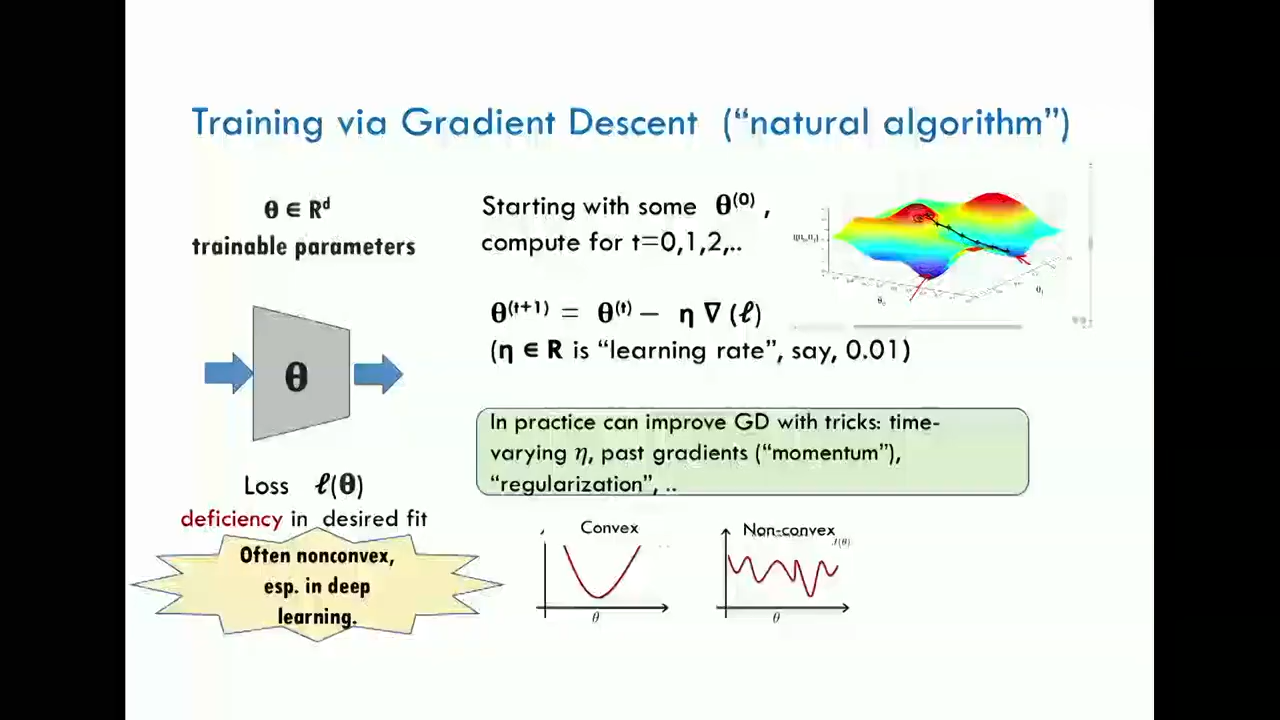 Training via Gradient Descent (“natural algorithm”)
θ ∈ Rᵈ
trainable parameters
θ
Loss ℓ(θ)
deficiency in desired fit
Often nonconvex,
esp. in deep
learning.
Starting with some θ⁽⁰⁾ ,
compute for t=0,1,2,..
θ⁽ᵗ⁺¹⁾ = θ⁽ᵗ⁾ − η ∇ (ℓ)
(η ∈ R is “learning rate”, say, 0.01)
In practice can improve GD with tricks: time-
varying η, past gradients (“momentum”),
“regularization”, ..
Convex
θ
Non-convex
θ